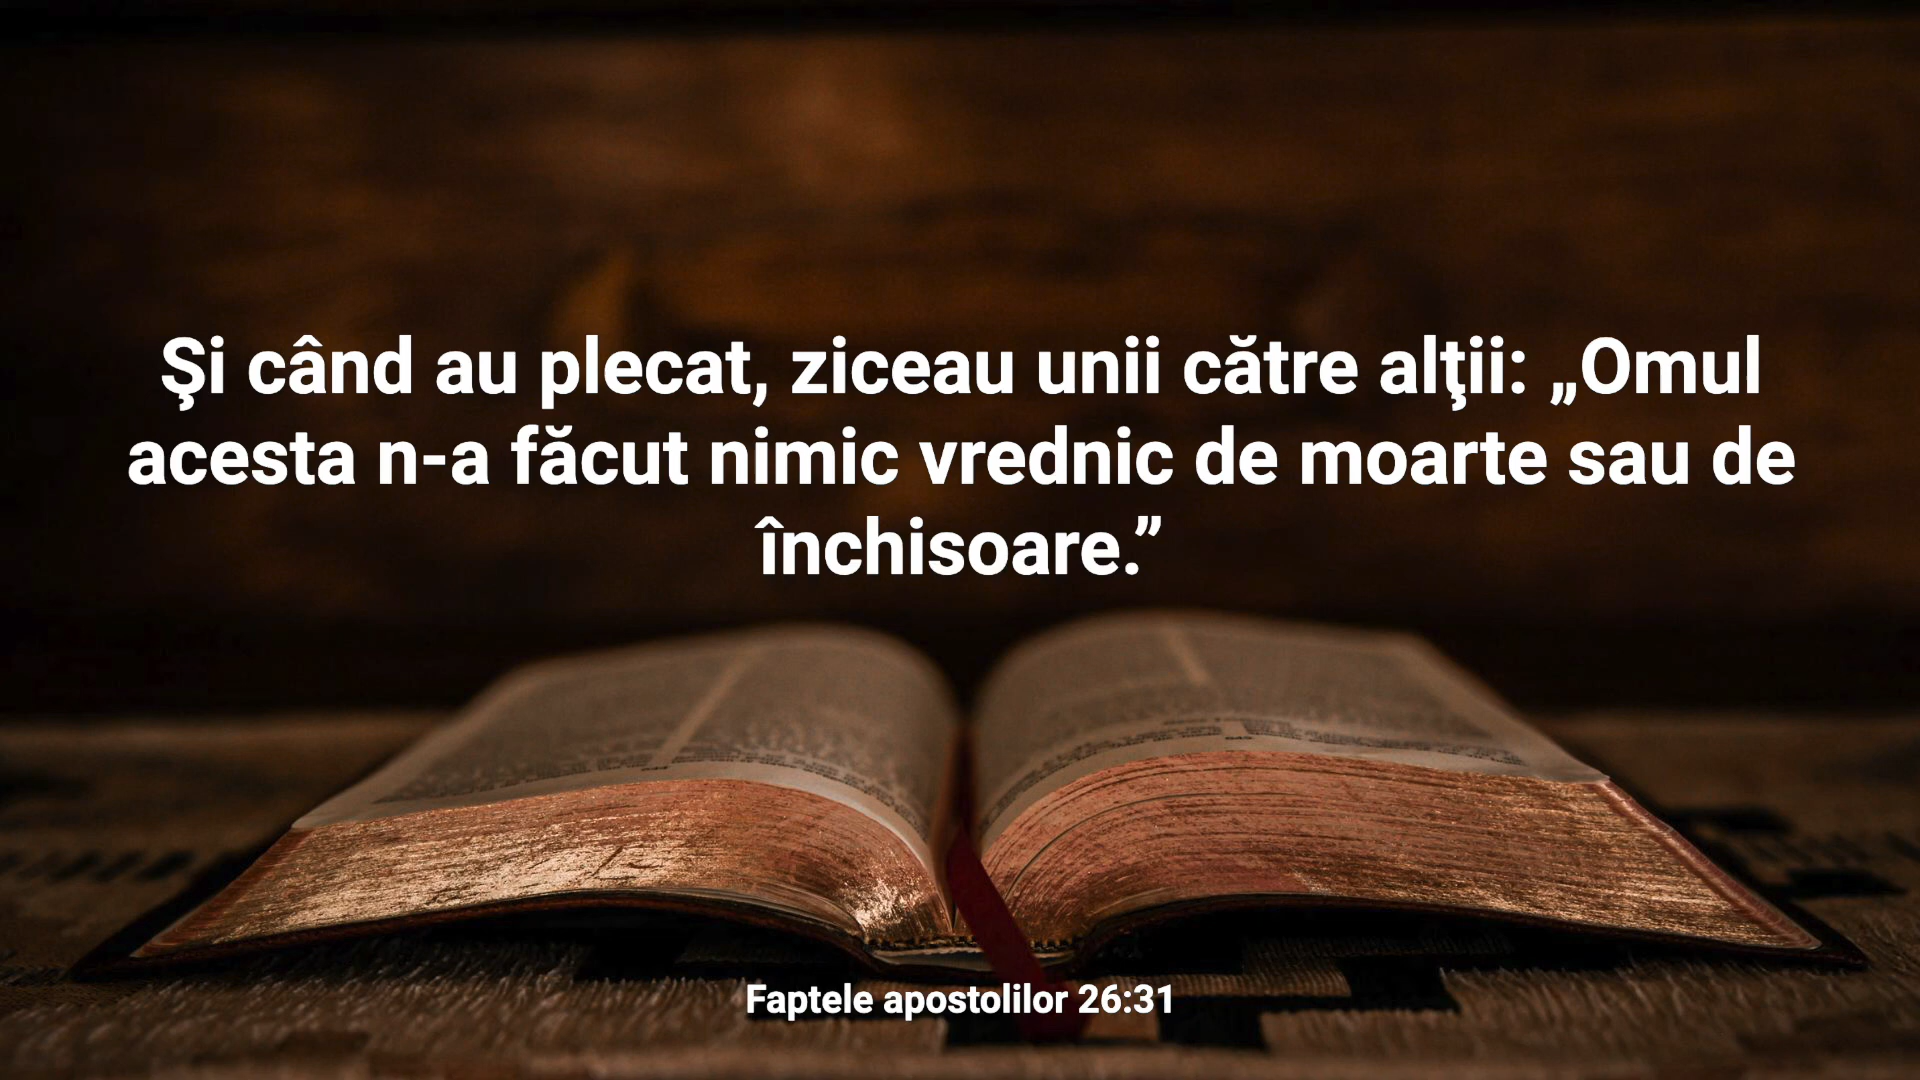 Şi când au plecat, ziceau unii către alţii: „Omul
acesta n-a făcut nimic vrednic de moarte sau de
închisoare.”
Faptele apostolilor 26:31